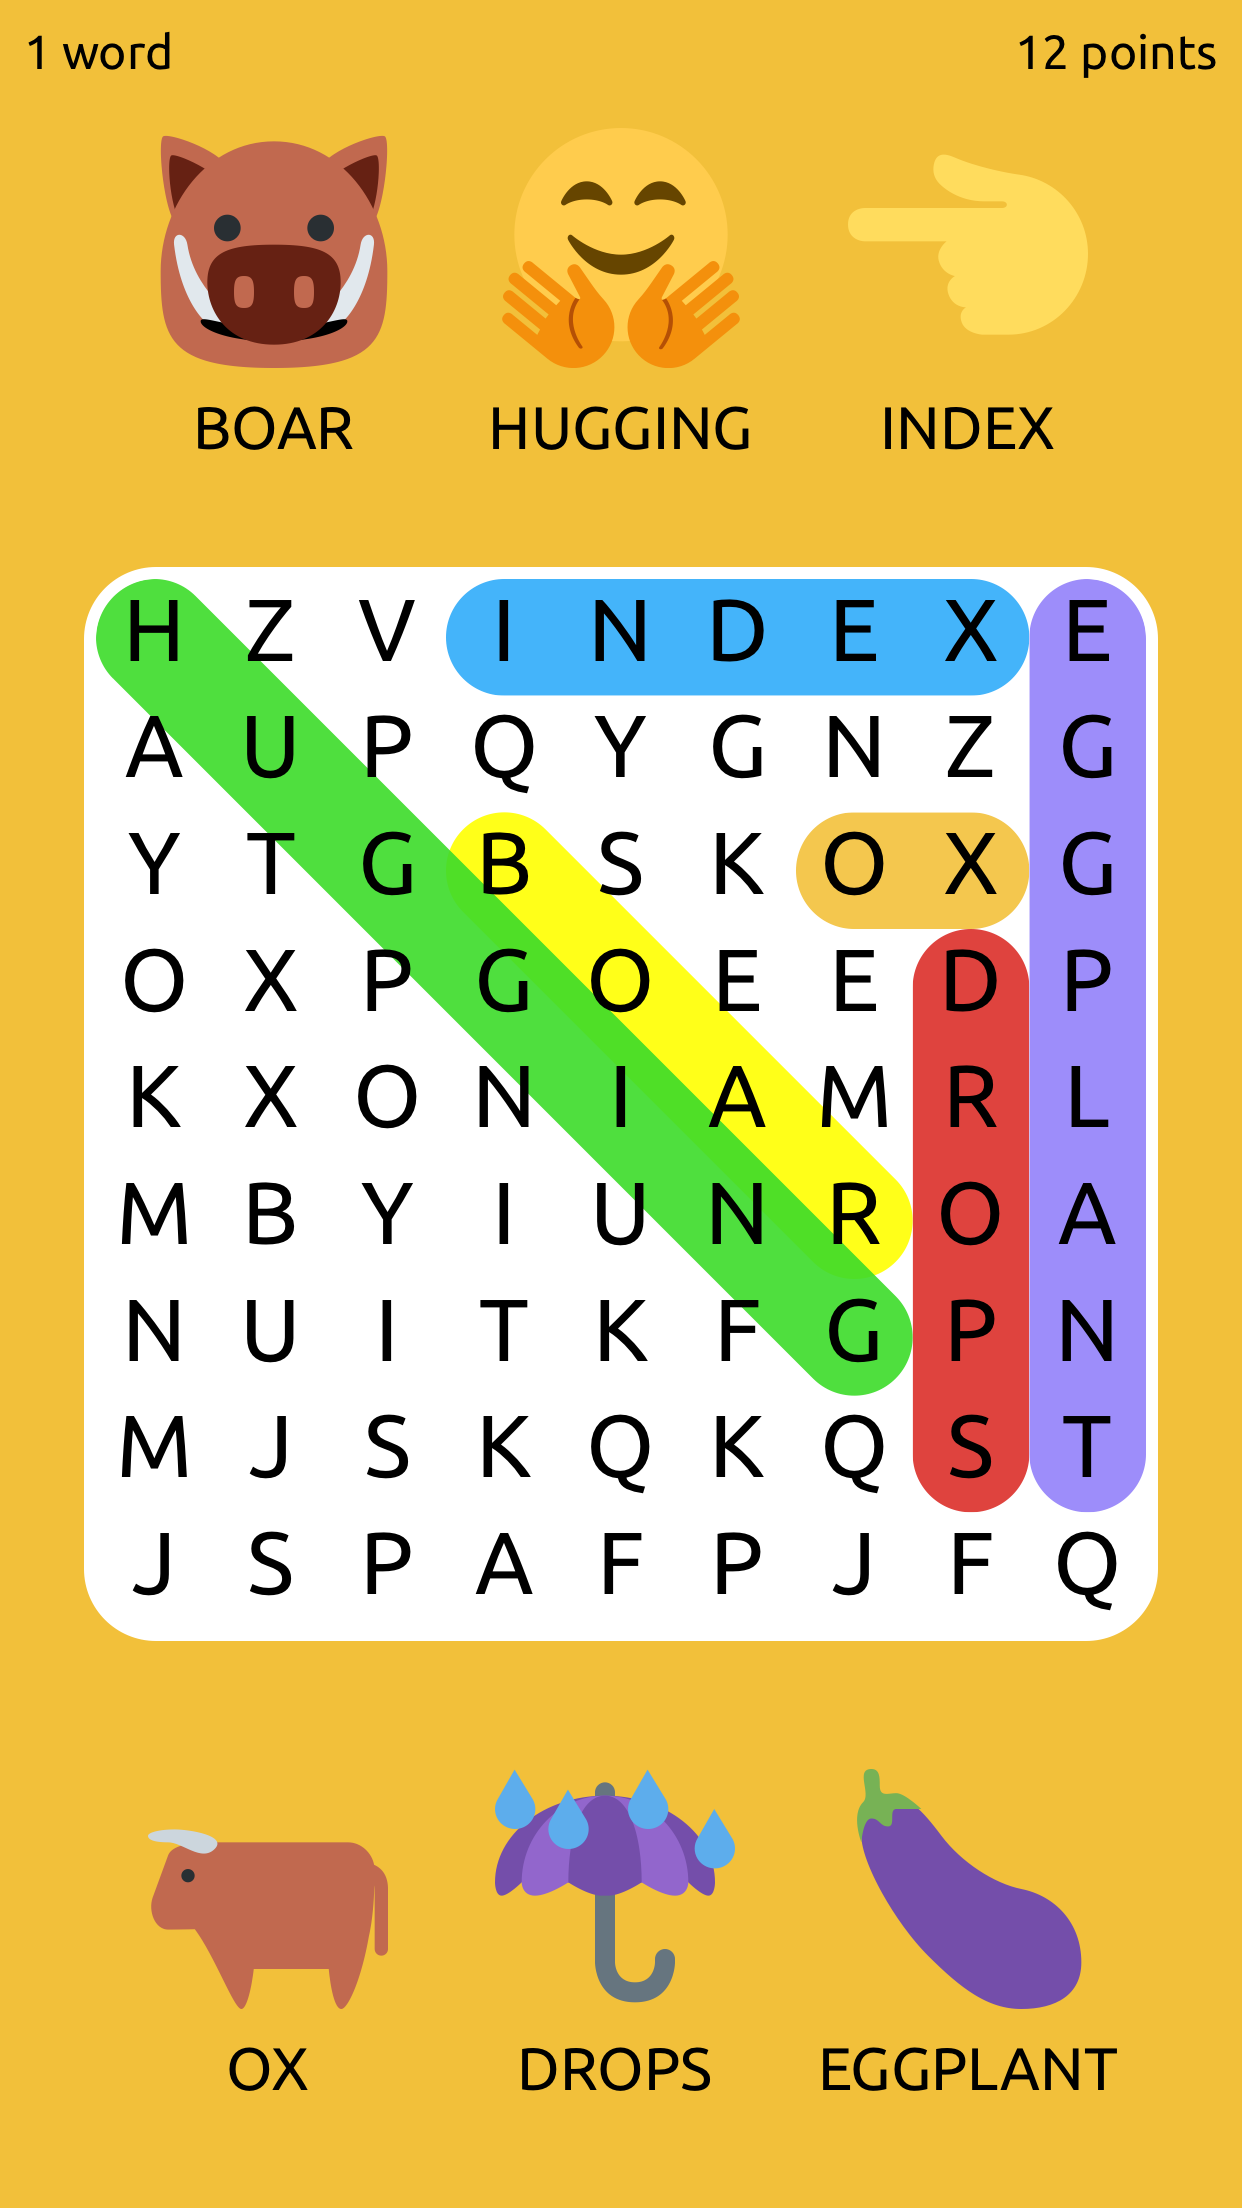 1 word 12 points
BOAR HUGGING INDEX
H Z V I N D E X E
A U P Q Y G N Z G
Y T G B S K O X G
O X P G O E E D P
K X O N I A M R L
M B Y I U N R O A
N U I T K F G P N
M J S K Q K Q S T
J S P A F P J F Q
OX DROPS EGGPLANT